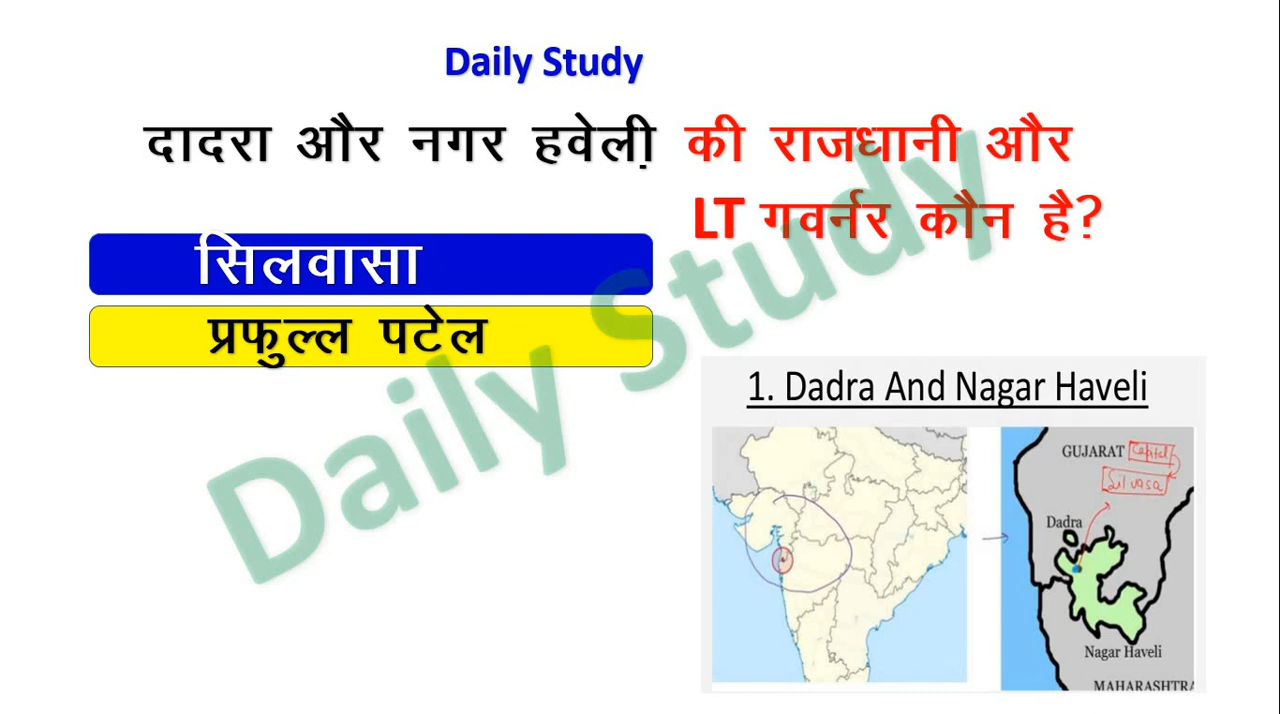 Daily Study
दादरा और नगर हवेली़ की राजधानी और
LT गवर्नर कौन है?
सिलवासा
प्रफुल्ल पटेल
Daily Study
1. Dadra And Nagar Haveli
GUJARAT Capital
Silvasa
Dadra
Nagar Haveli
MAHARASHTRA